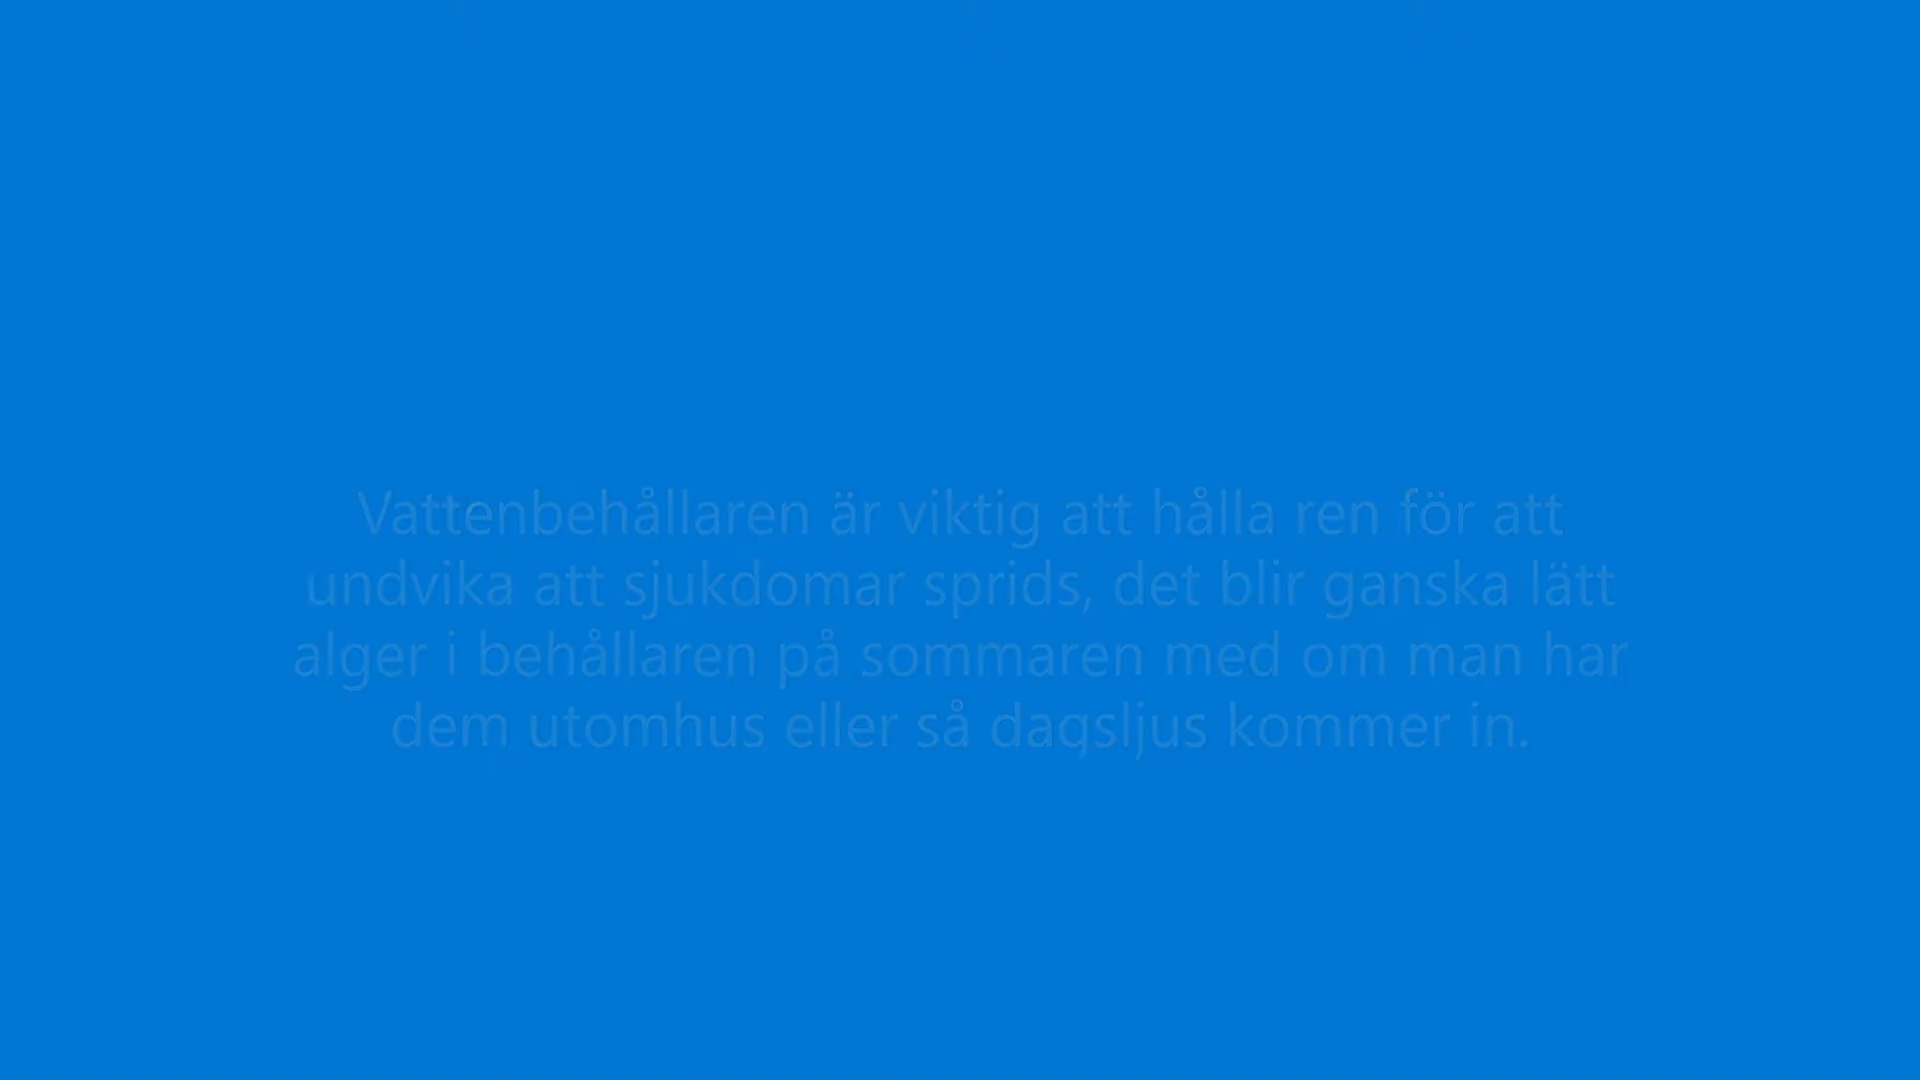 Vattenbehållaren är viktig att hålla ren för att
undvika att sjukdomar sprids, det blir ganska lätt
alger i behållaren på sommaren med om man har
dem utomhus eller så dagsljus kommer in.